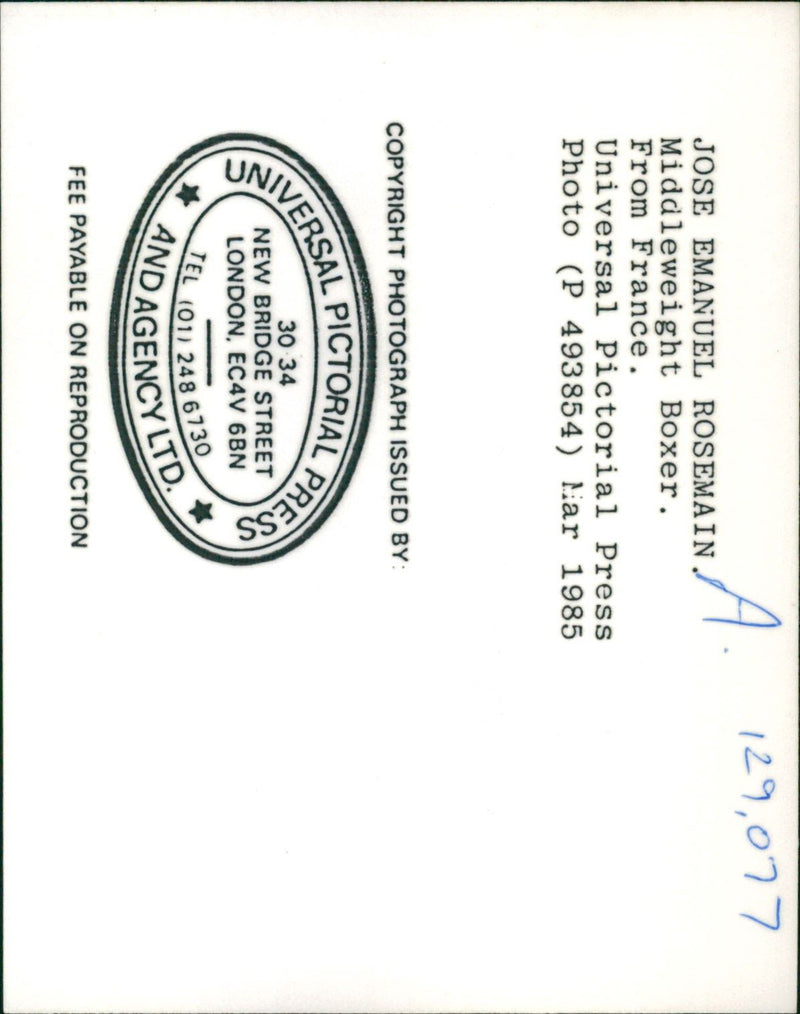 A. 129,077
JOSE EMANUEL ROSEMAIN.
Middleweight Boxer.
From France.
Universal Pictorial Press
Photo (P 493854) Mar 1985
COPYRIGHT PHOTOGRAPH ISSUED BY:
UNIVERSAL PICTORIAL PRESS
30-34
NEW BRIDGE STREET
LONDON, EC4V 6BN
TEL (01) 248 6730
★ AND AGENCY LTD. ★
FEE PAYABLE ON REPRODUCTION